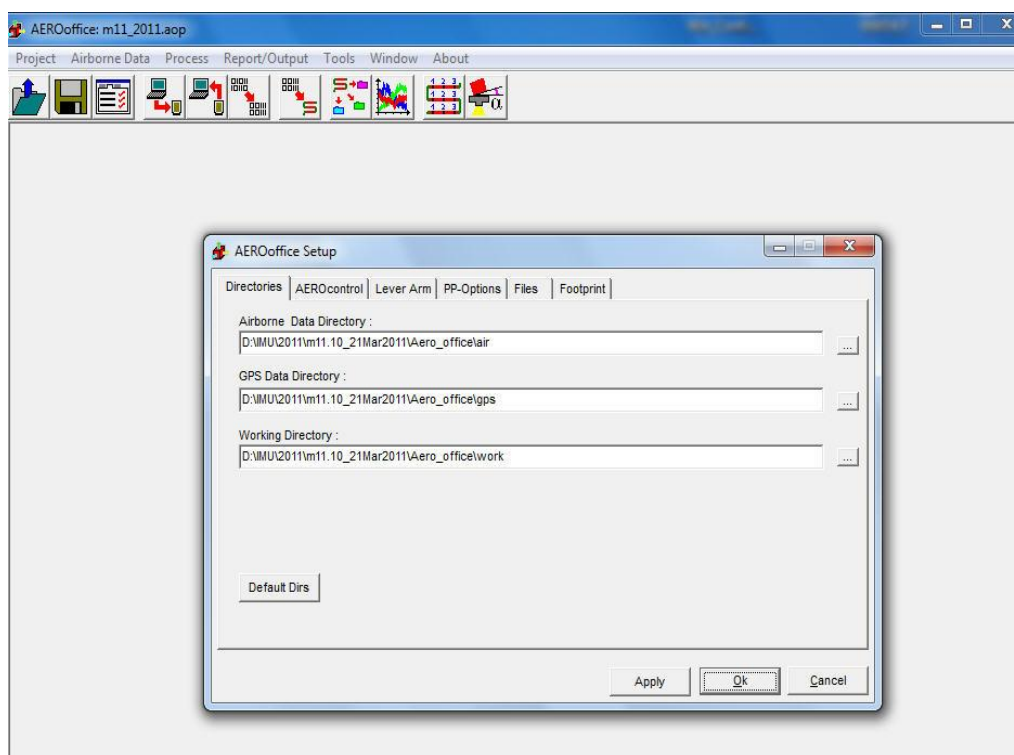 AEROoffice: m11_2011.aop
Project Airborne Data Process Report/Output Tools Window About
AEROoffice Setup
Directories AEROcontrol Lever Arm PP-Options Files Footprint
Airborne Data Directory :
D:\IMU\2011\m11.10_21Mar2011\Aero_office\air
...
GPS Data Directory :
D:\IMU\2011\m11.10_21Mar2011\Aero_office\gps
...
Working Directory :
D:\IMU\2011\m11.10_21Mar2011\Aero_office\work
...
Default Dirs
Apply Ok Cancel